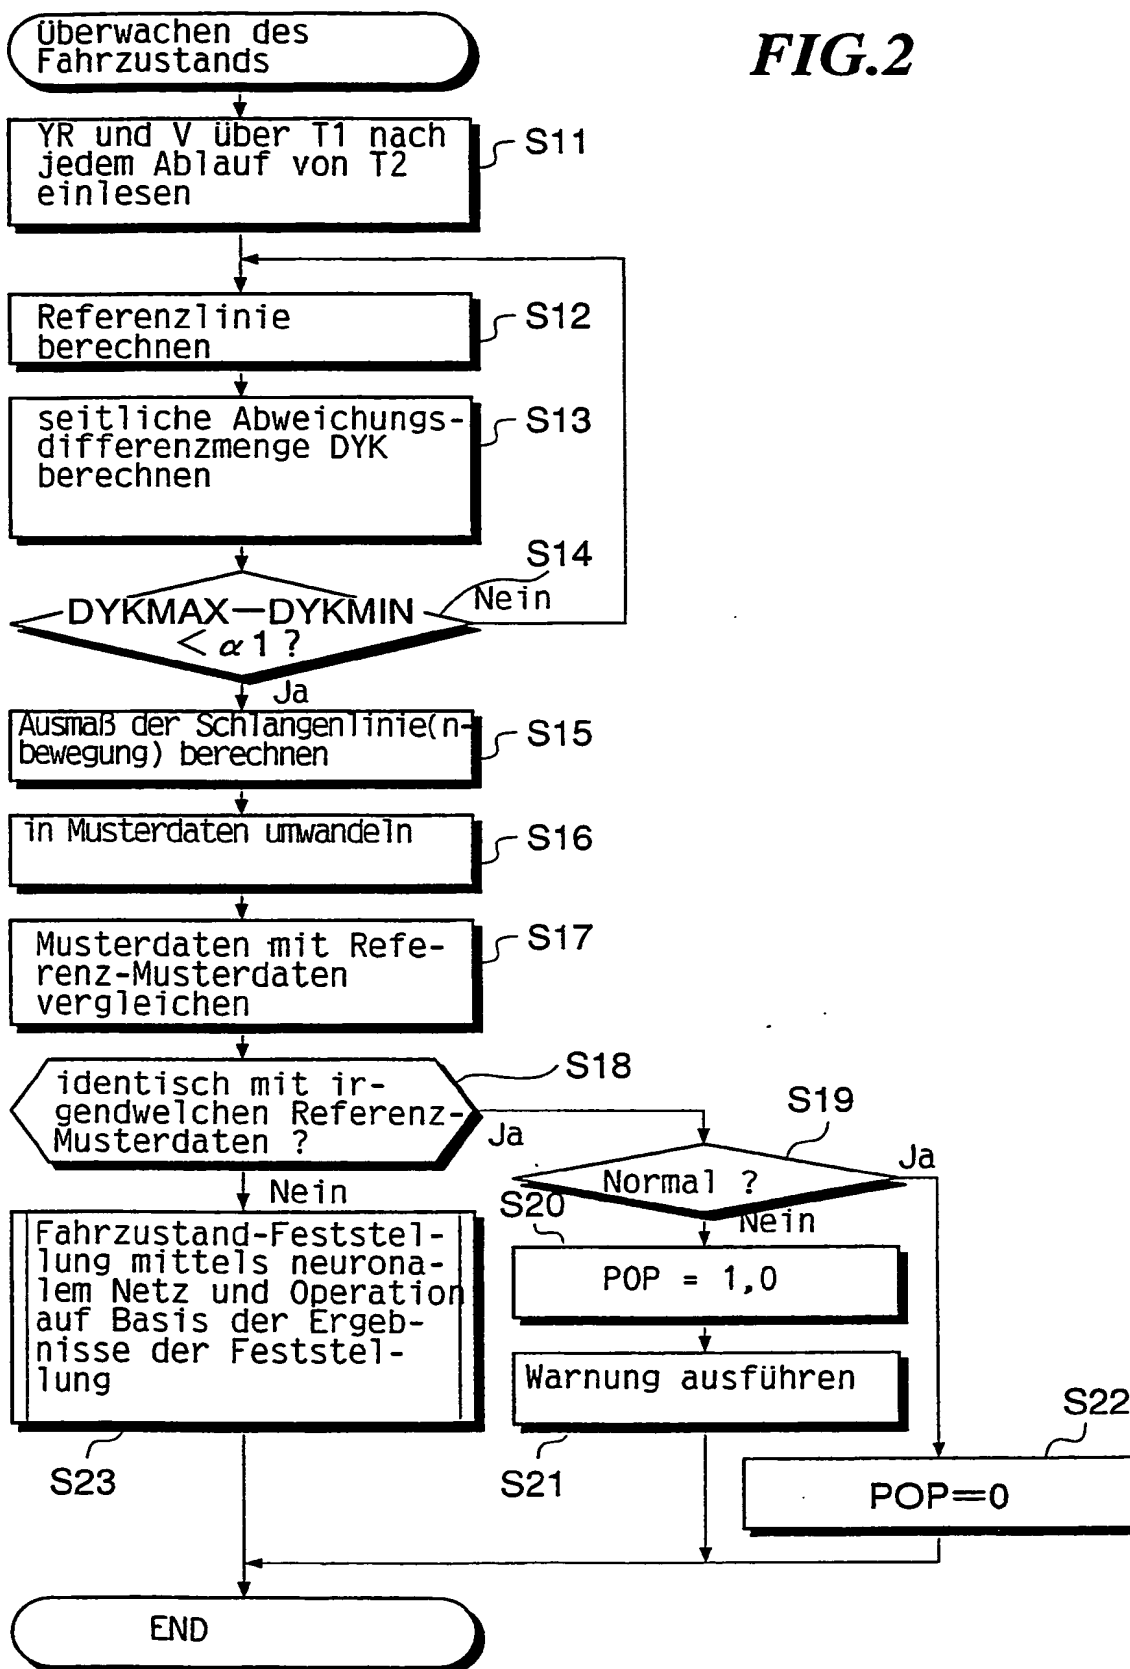 FIG.2
Überwachen des
Fahrzustands
YR und V über T1 nach
jedem Ablauf von T2
einlesen
S11
Referenzlinie
berechnen
S12
seitliche Abweichungs-
differenzmenge DYK
berechnen
S13
S14
DYKMAX—DYKMIN
< α 1 ?
Nein
Ja
Ausmaß der Schlangenlinie(n-
bewegung) berechnen
S15
in Musterdaten umwandeln
S16
Musterdaten mit Refe-
renz-Musterdaten
vergleichen
S17
identisch mit ir-
gendwelchen Referenz-
Musterdaten ?
S18
Ja
Nein
S19
Normal ?
Ja
Nein
S20
POP = 1,0
Warnung ausführen
S21
S22
POP=0
Fahrzustand-Feststel-
lung mittels neurona-
lem Netz und Operation
auf Basis der Ergeb-
nisse der Feststel-
lung
S23
END